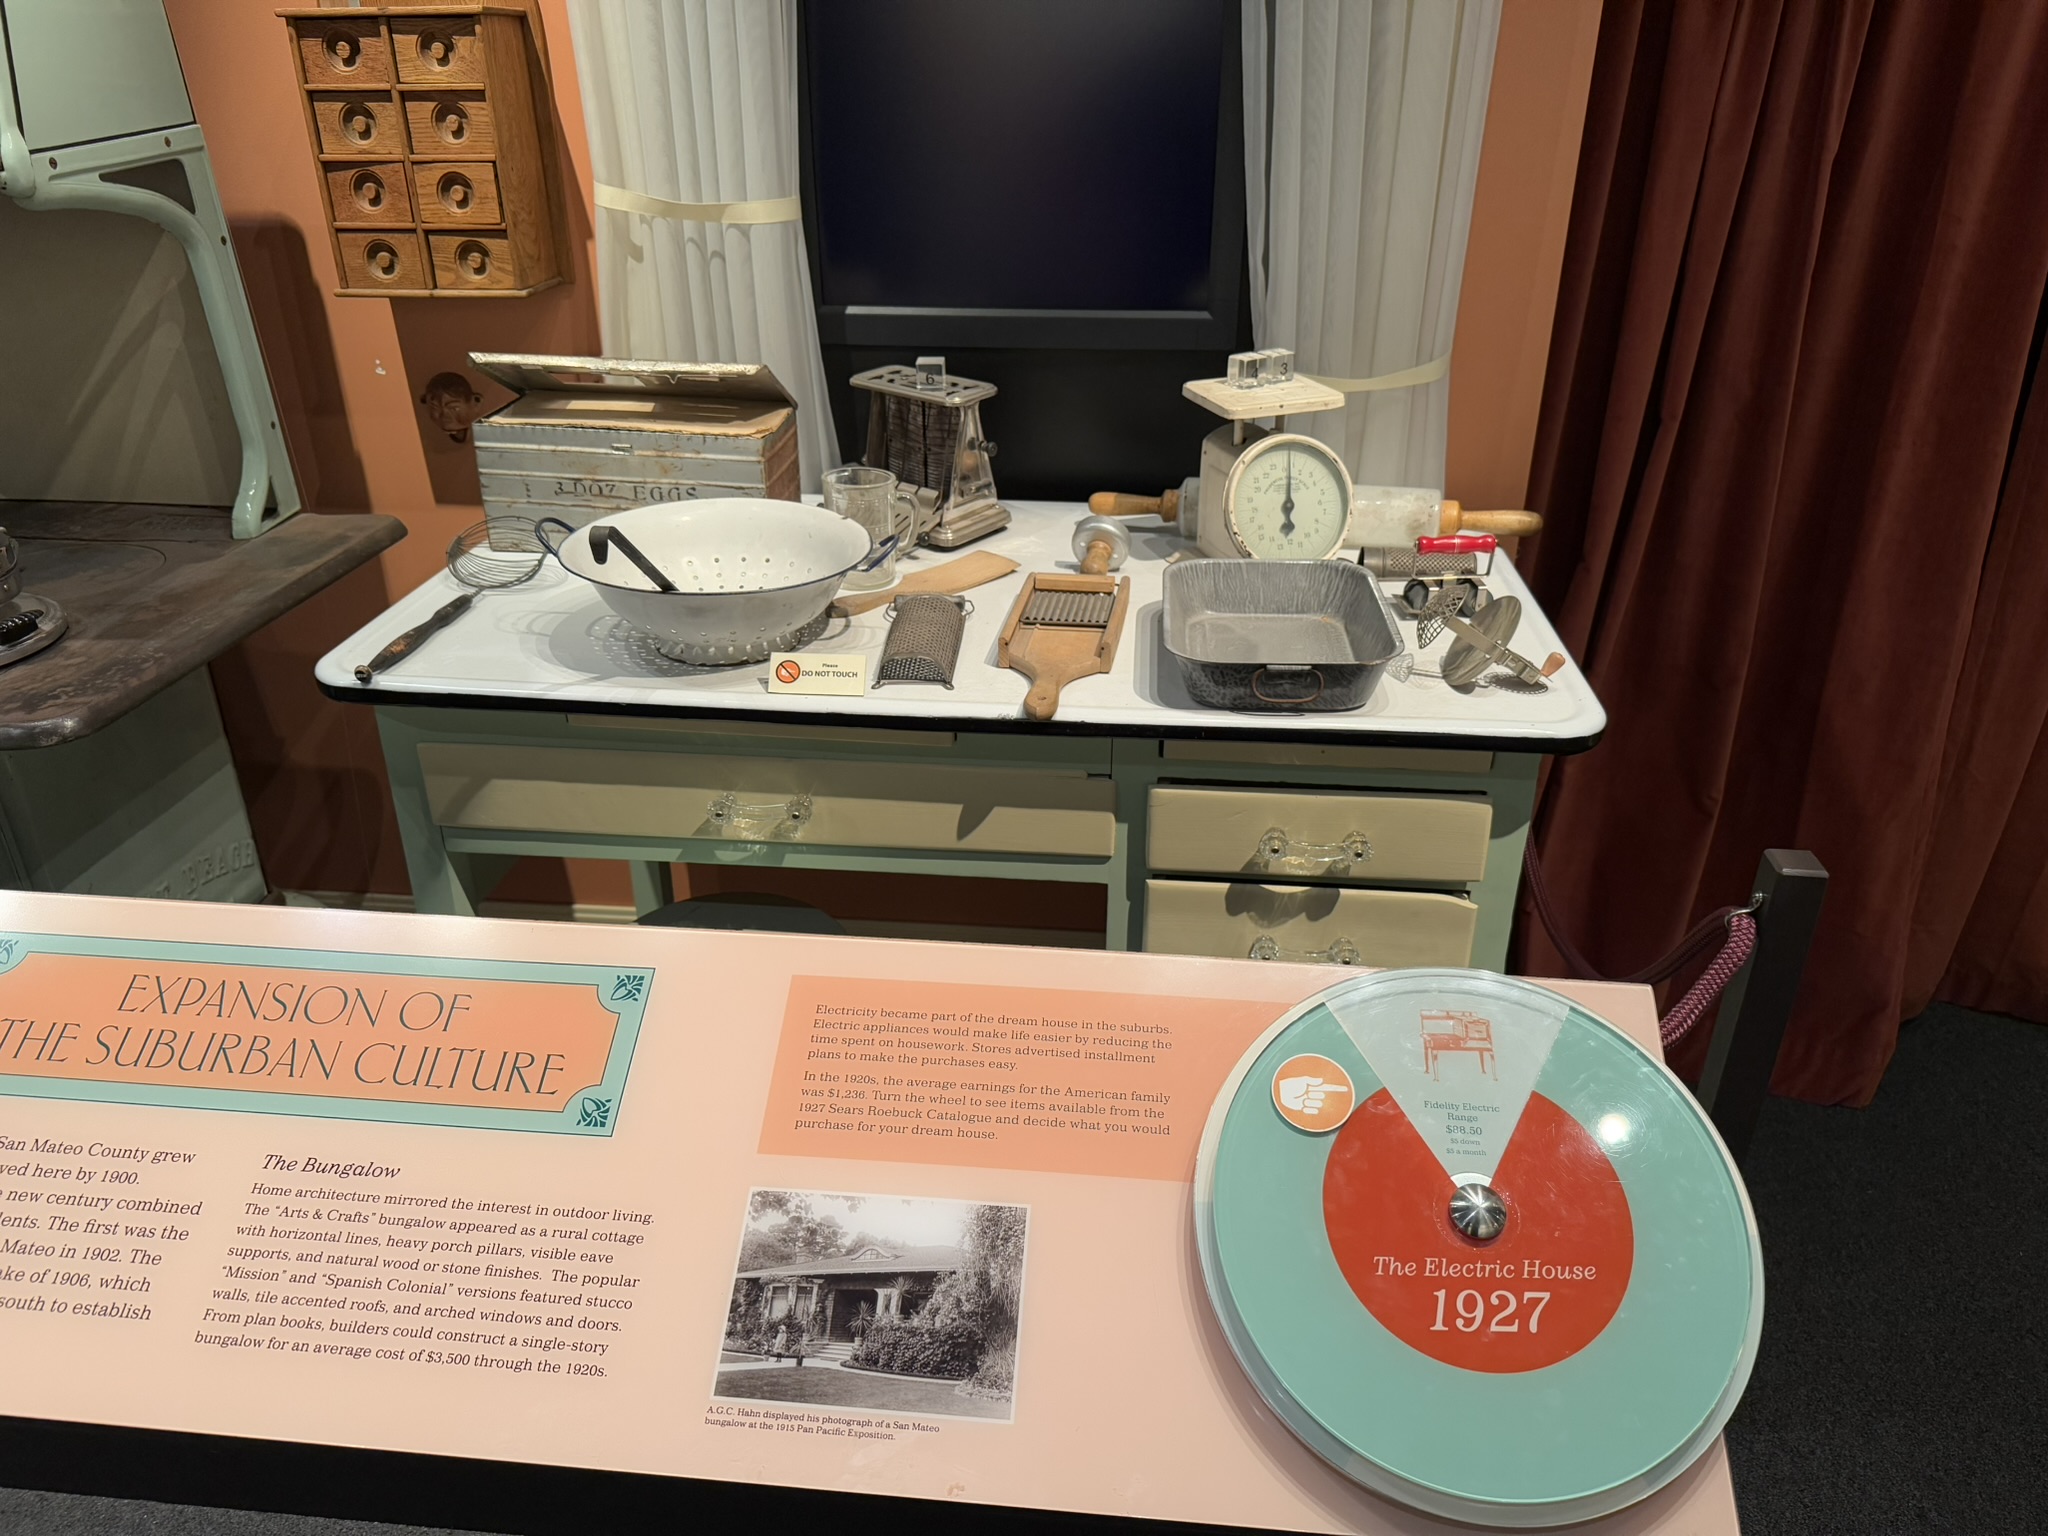 6
3
3 DOZ. EGGS
Please
DO NOT TOUCH
EXPANSION OF
THE SUBURBAN CULTURE
San Mateo County grew
here by 1900.
new century combined
The first was the
Mateo in 1902. The
of 1906, which
south to establish
The Bungalow
Home architecture mirrored the interest in outdoor living.
The "Arts & Crafts" bungalow appeared as a rural cottage
with horizontal lines, heavy porch pillars, visible eave
supports, and natural wood or stone finishes. The popular
"Mission" and "Spanish Colonial" versions featured stucco
walls, tile accented roofs, and arched windows and doors.
From plan books, builders could construct a single-story
bungalow for an average cost of $3,500 through the 1920s.
Electricity became part of the dream house in the suburbs.
Electric appliances would make life easier by reducing the
time spent on housework. Stores advertised installment
plans to make the purchases easy.
In the 1920s, the average earnings for the American family
was $1,236. Turn the wheel to see items available from the
1927 Sears Roebuck Catalogue and decide what you would
purchase for your dream house.
A.G.C. Hahn displayed his photograph of a San Mateo
bungalow at the 1915 Pan Pacific Exposition.
Fidelity Electric
Range
$88.50
$5 down
$5 a month
The Electric House
1927